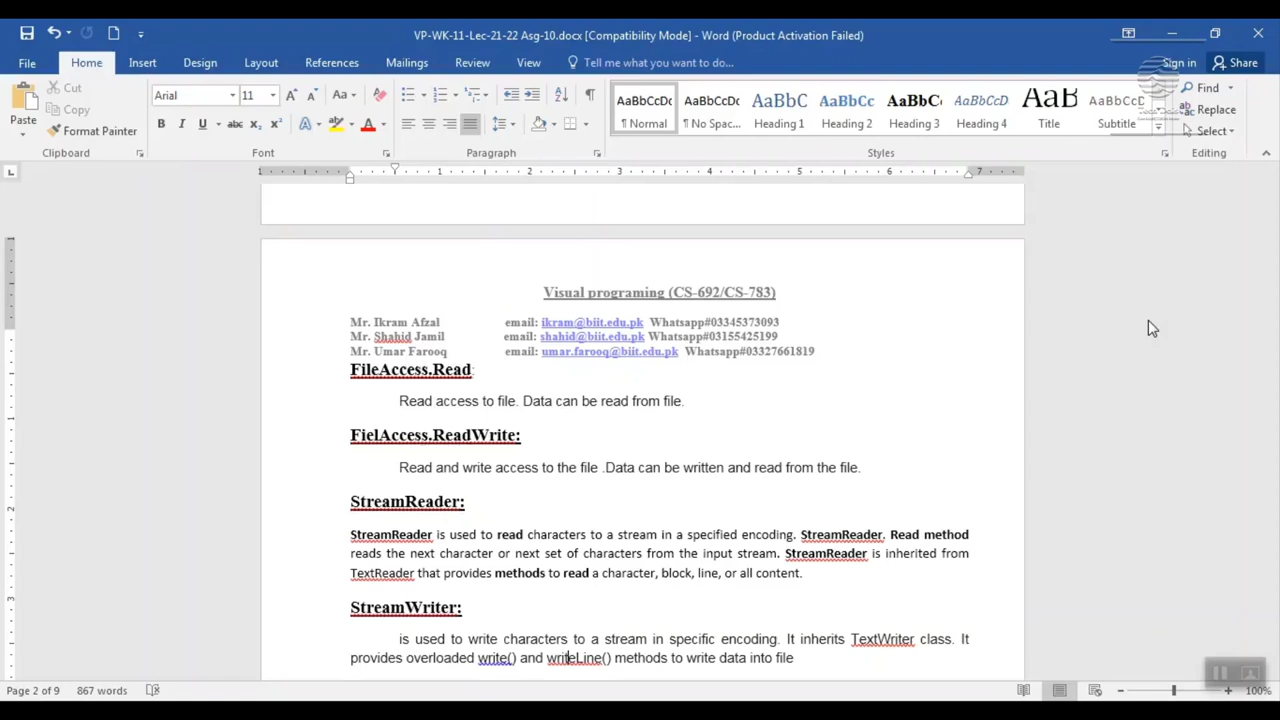 VP-WK-11-Lec-21-22 Asg-10.docx [Compatibility Mode] - Word (Product Activation Failed)
File Home Insert Design Layout References Mailings Review View Tell me what you want to do... Sign in Share
Paste Cut Copy Format Painter
Arial 11
AaBbCcDc AaBbCcDc AaBbC AaBbCc AaBbC AaBbCcD AaB AaBbCcD
¶ Normal ¶ No Spac... Heading 1 Heading 2 Heading 3 Heading 4 Title Subtitle
Find Replace Select
Clipboard Font Paragraph Styles Editing
1 1 2 3 4 5 6 7
Visual programing (CS-692/CS-783)
Mr. Ikram Afzal email: ikram@biit.edu.pk Whatsapp#03345373093
Mr. Shahid Jamil email: shahid@biit.edu.pk Whatsapp#03155425199
Mr. Umar Farooq email: umar.farooq@biit.edu.pk Whatsapp#03327661819
FileAccess.Read:
Read access to file. Data can be read from file.
FielAccess.ReadWrite:
Read and write access to the file .Data can be written and read from the file.
StreamReader:
StreamReader is used to read characters to a stream in a specified encoding. StreamReader. Read method
reads the next character or next set of characters from the input stream. StreamReader is inherited from
TextReader that provides methods to read a character, block, line, or all content.
StreamWriter:
is used to write characters to a stream in specific encoding. It inherits TextWriter class. It
provides overloaded write() and writeLine() methods to write data into file
Page 2 of 9 867 words 100%